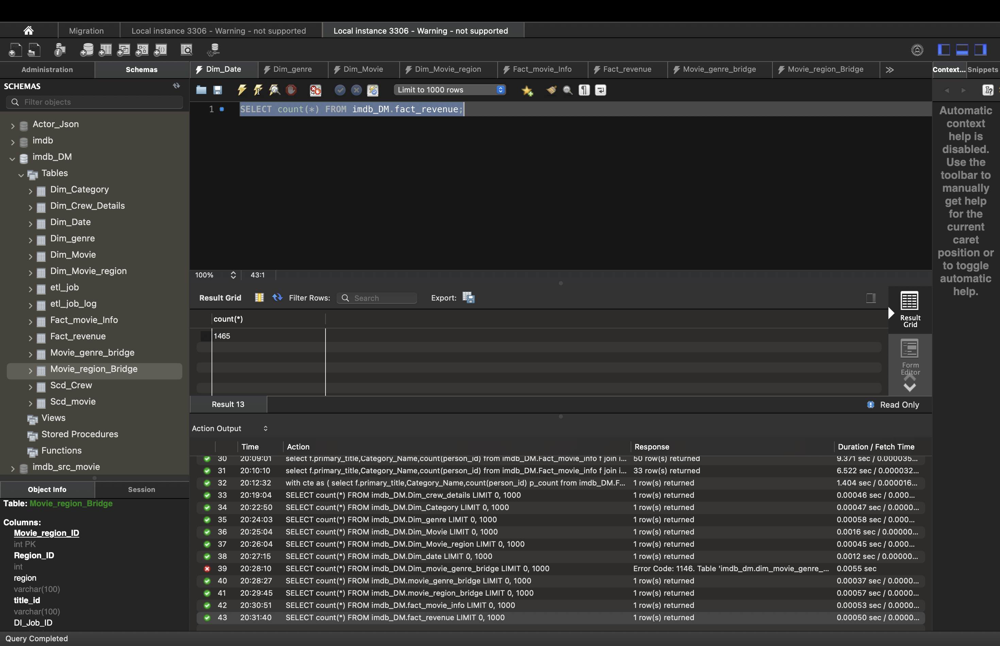 Migration
Local instance 3306 - Warning - not supported
Local instance 3306 - Warning - not supported
Administration
Schemas
Dim_Date
Dim_genre
Dim_Movie
Dim_Movie_region
Fact_movie_Info
Fact_revenue
Movie_genre_bridge
Movie_region_Bridge
Context...
Snippets
SCHEMAS
Filter objects
Limit to 1000 rows
1
SELECT count(*) FROM imdb_DM.fact_revenue;
Actor_Json
imdb
imdb_DM
Tables
Dim_Category
Dim_Crew_Details
Dim_Date
Dim_genre
Dim_Movie
Dim_Movie_region
etl_job
etl_job_log
Fact_movie_Info
Fact_revenue
Movie_genre_bridge
Movie_region_Bridge
Scd_Crew
Scd_movie
Views
Stored Procedures
Functions
imdb_src_movie
Automatic
context
help is
disabled.
Use the
toolbar to
manually
get help
for the
current
caret
position or
to toggle
automatic
help.
100%
43:1
Result Grid
Filter Rows:
Search
Export:
count(*)
1465
Result
Grid
Form
Editor
Result 13
Read Only
Action Output
Time Action Response Duration / Fetch Time
30 20:09:01 select f.primary_title,Category_Name,count(person_id) from imdb_DM.Fact_movie_info f join i... 50 row(s) returned 9.371 sec / 0.000035...
31 20:10:10 select f.primary_title,Category_Name,count(person_id) from imdb_DM.Fact_movie_info f join i... 33 row(s) returned 6.522 sec / 0.000032...
32 20:12:32 with cte as ( select f.primary_title,Category_Name,count(person_id) p_count from imdb_DM.F... 1 row(s) returned 1.404 sec / 0.000016...
33 20:19:04 SELECT count(*) FROM imdb_DM.Dim_crew_details LIMIT 0, 1000 1 row(s) returned 0.00046 sec / 0.000...
34 20:22:50 SELECT count(*) FROM imdb_DM.Dim_Category LIMIT 0, 1000 1 row(s) returned 0.00047 sec / 0.0000...
35 20:24:03 SELECT count(*) FROM imdb_DM.Dim_genre LIMIT 0, 1000 1 row(s) returned 0.00058 sec / 0.000...
36 20:25:04 SELECT count(*) FROM imdb_DM.Dim_Movie LIMIT 0, 1000 1 row(s) returned 0.0016 sec / 0.00000...
37 20:26:04 SELECT count(*) FROM imdb_DM.Dim_Movie_region LIMIT 0, 1000 1 row(s) returned 0.00045 sec / 0.000...
38 20:27:15 SELECT count(*) FROM imdb_DM.Dim_date LIMIT 0, 1000 1 row(s) returned 0.0012 sec / 0.00000...
39 20:28:10 SELECT count(*) FROM imdb_DM.Dim_movie_genre_bridge LIMIT 0, 1000 Error Code: 1146. Table 'imdb_dm.dim_movie_genre_... 0.0055 sec
40 20:28:27 SELECT count(*) FROM imdb_DM.movie_genre_bridge LIMIT 0, 1000 1 row(s) returned 0.00037 sec / 0.0000...
41 20:29:45 SELECT count(*) FROM imdb_DM.movie_region_bridge LIMIT 0, 1000 1 row(s) returned 0.00057 sec / 0.0000...
42 20:30:51 SELECT count(*) FROM imdb_DM.fact_movie_info LIMIT 0, 1000 1 row(s) returned 0.00053 sec / 0.0000...
43 20:31:40 SELECT count(*) FROM imdb_DM.fact_revenue LIMIT 0, 1000 1 row(s) returned 0.00050 sec / 0.0000...
Object Info
Session
Table: Movie_region_Bridge
Columns:
Movie_region_ID
int PK
Region_ID
int
region
varchar(100)
title_id
varchar(100)
DI_Job_ID
Query Completed